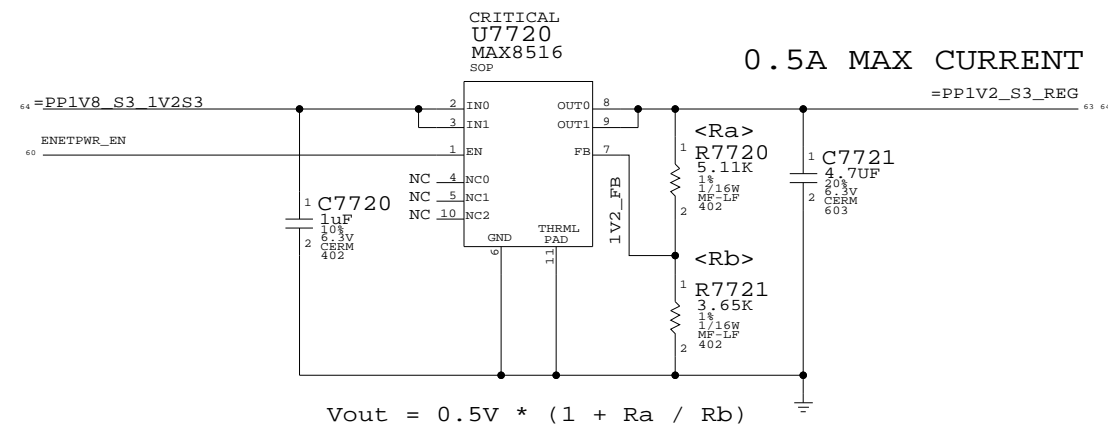 CRITICAL
U7720
MAX8516
SOP
0.5A MAX CURRENT
64 =PP1V8_S3_1V2S3
2 IN0
3 IN1
OUT0 8
OUT1 9
=PP1V2_S3_REG
63 64
60 ENETPWR_EN
1 EN
FB 7
NC 4 NC0
NC 5 NC1
NC 10 NC2
GND
6
THRML
PAD
11
1V2_FB
1 C7720
1uF
10%
6.3V
2 CERM
402
<Ra>
1 R7720
5.11K
1%
1/16W
MF-LF
2 402
1 C7721
4.7UF
20%
2 6.3V
CERM
603
<Rb>
1 R7721
3.65K
1%
1/16W
MF-LF
2 402
Vout = 0.5V * (1 + Ra / Rb)